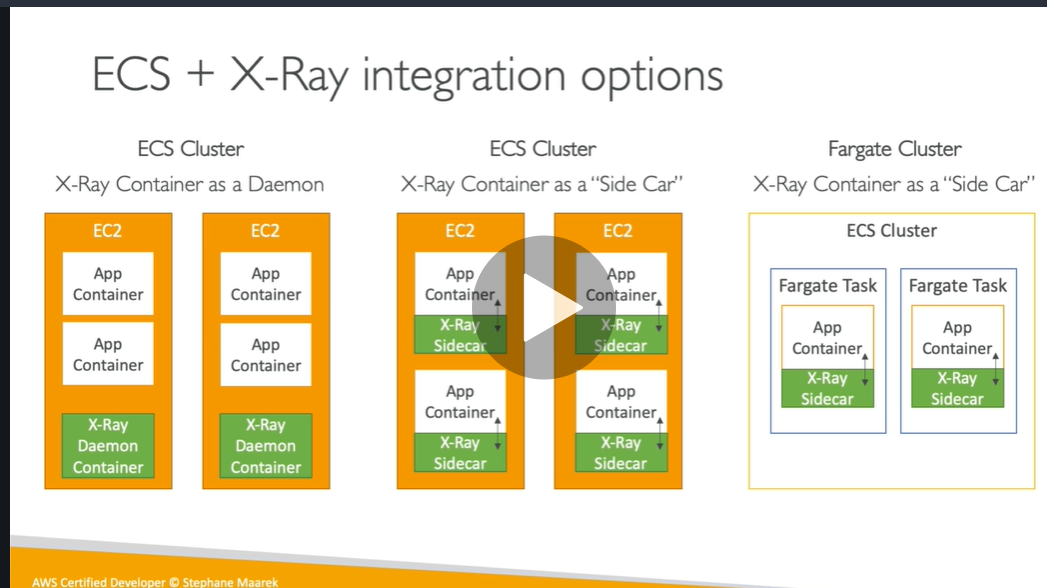 ECS + X-Ray integration options
ECS Cluster
X-Ray Container as a Daemon
EC2
App
Container
App
Container
X-Ray
Daemon
Container
EC2
App
Container
App
Container
X-Ray
Daemon
Container
ECS Cluster
X-Ray Container as a “Side Car”
EC2
App
Container
X-Ray
Sidecar
App
Container
X-Ray
Sidecar
EC2
App
Container
X-Ray
Sidecar
App
Container
X-Ray
Sidecar
Fargate Cluster
X-Ray Container as a “Side Car”
ECS Cluster
Fargate Task
App
Container
X-Ray
Sidecar
Fargate Task
App
Container
X-Ray
Sidecar
AWS Certified Developer © Stephane Maarek